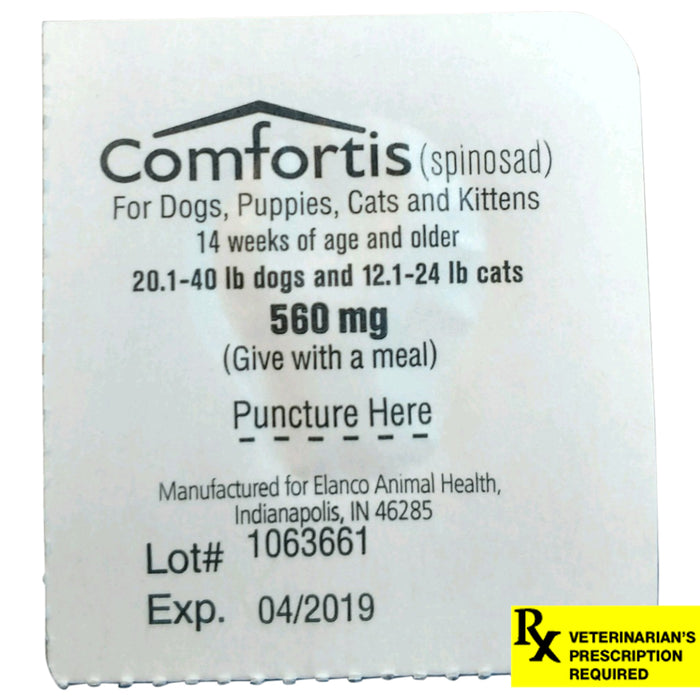 Comfortis (spinosad)
For Dogs, Puppies, Cats and Kittens
14 weeks of age and older
20.1-40 lb dogs and 12.1-24 lb cats
560 mg
(Give with a meal)
Puncture Here
Manufactured for Elanco Animal Health,
Indianapolis, IN 46285
Lot# 1063661
Exp. 04/2019
Rx VETERINARIAN'S
PRESCRIPTION
REQUIRED